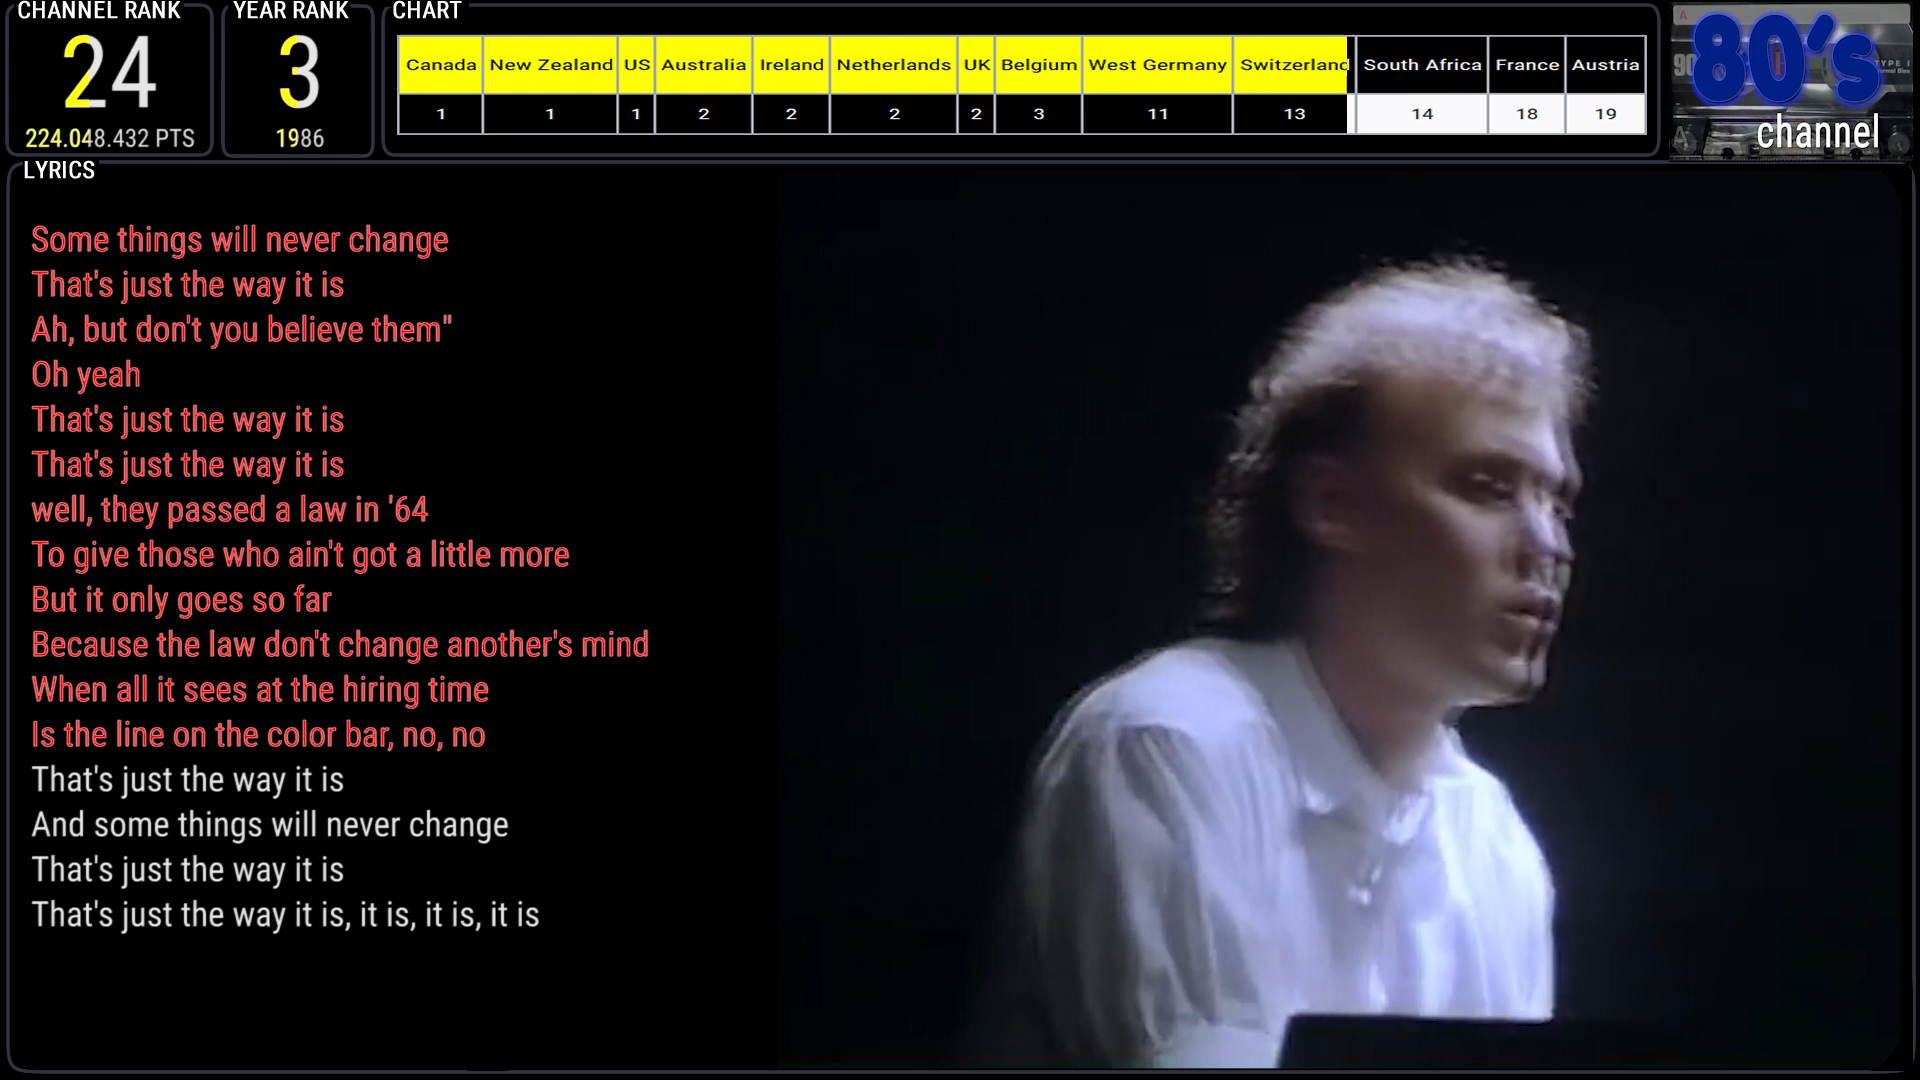 CHANNEL RANK
24
224.048.432 PTS
YEAR RANK
3
1986
CHART
Canada New Zealand US Australia Ireland Netherlands UK Belgium West Germany Switzerland South Africa France Austria
1 1 1 2 2 2 2 3 11 13 14 18 19
A
90
80's
TYPE I
channel
LYRICS
Some things will never change
That's just the way it is
Ah, but don't you believe them"
Oh yeah
That's just the way it is
That's just the way it is
well, they passed a law in '64
To give those who ain't got a little more
But it only goes so far
Because the law don't change another's mind
When all it sees at the hiring time
Is the line on the color bar, no, no
That's just the way it is
And some things will never change
That's just the way it is
That's just the way it is, it is, it is, it is